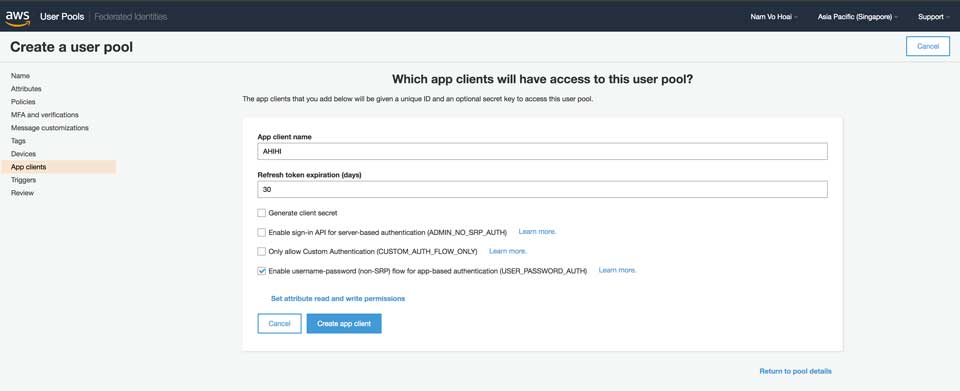 aws User Pools | Federated Identities Nam Vo Hoai Asia Pacific (Singapore) Support
Create a user pool Cancel
Name
Attributes
Policies
MFA and verifications
Message customizations
Tags
Devices
App clients
Triggers
Review
Which app clients will have access to this user pool?
The app clients that you add below will be given a unique ID and an optional secret key to access this user pool.
App client name
AHIHI
Refresh token expiration (days)
30
Generate client secret
Enable sign-in API for server-based authentication (ADMIN_NO_SRP_AUTH) Learn more.
Only allow Custom Authentication (CUSTOM_AUTH_FLOW_ONLY) Learn more.
Enable username-password (non-SRP) flow for app-based authentication (USER_PASSWORD_AUTH) Learn more.
Set attribute read and write permissions
Cancel Create app client
Return to pool details